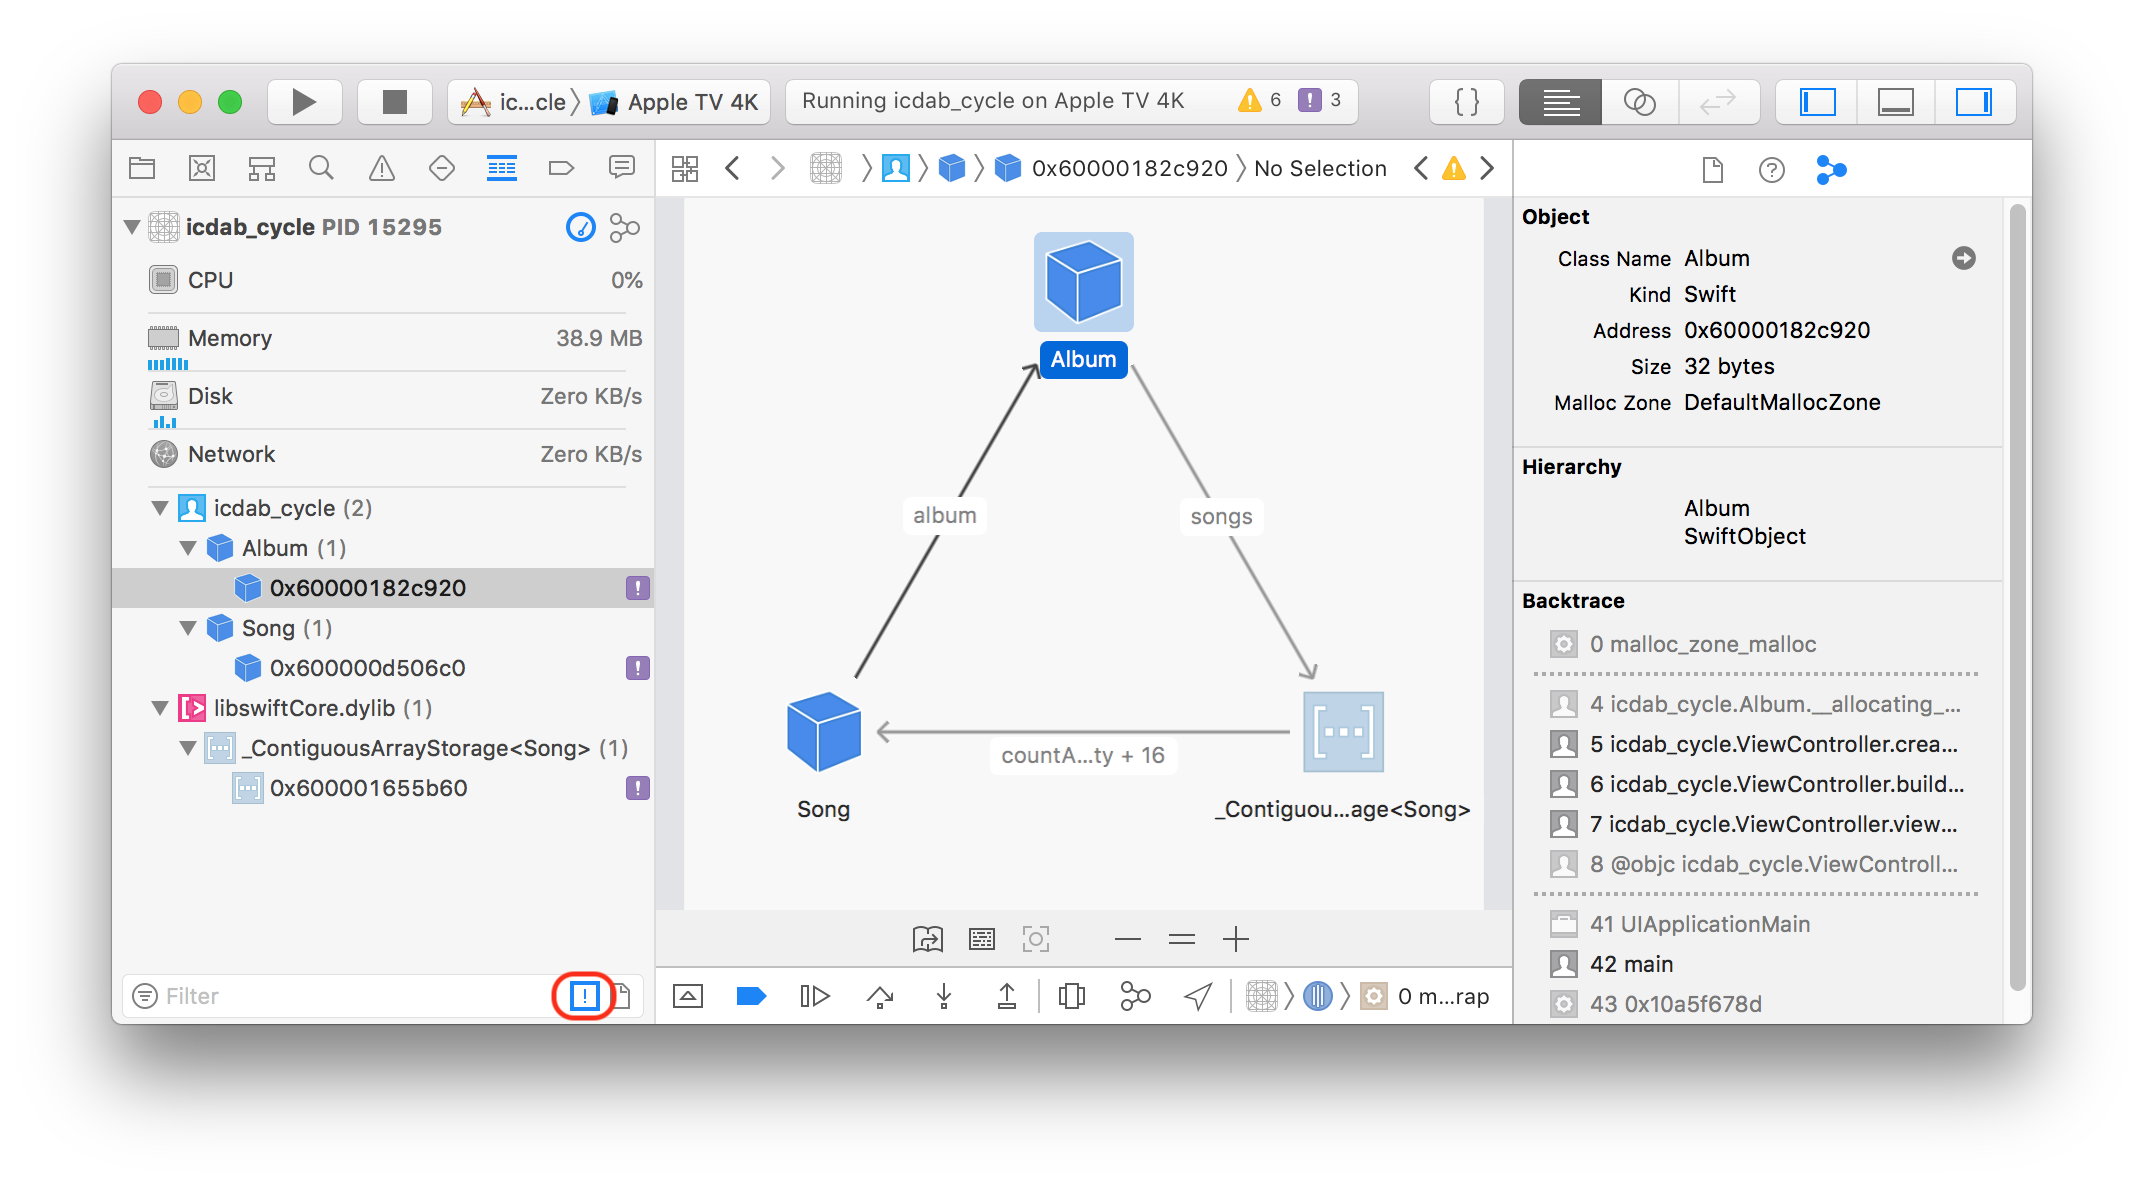 ic...cle
Apple TV 4K
Running icdab_cycle on Apple TV 4K
6
3
{ }
0x60000182c920
No Selection
icdab_cycle PID 15295
CPU 0%
Memory 38.9 MB
Disk Zero KB/s
Network Zero KB/s
icdab_cycle (2)
Album (1)
0x60000182c920
Song (1)
0x600000d506c0
libswiftCore.dylib (1)
_ContiguousArrayStorage<Song> (1)
0x600001655b60
Filter
Album
album
songs
countA...ty + 16
Song
_Contiguou...age<Song>
0 m...rap
Object
Class Name Album
Kind Swift
Address 0x60000182c920
Size 32 bytes
Malloc Zone DefaultMallocZone
Hierarchy
Album
SwiftObject
Backtrace
0 malloc_zone_malloc
4 icdab_cycle.Album.__allocating_...
5 icdab_cycle.ViewController.crea...
6 icdab_cycle.ViewController.build...
7 icdab_cycle.ViewController.view...
8 @objc icdab_cycle.ViewControll...
41 UIApplicationMain
42 main
43 0x10a5f678d